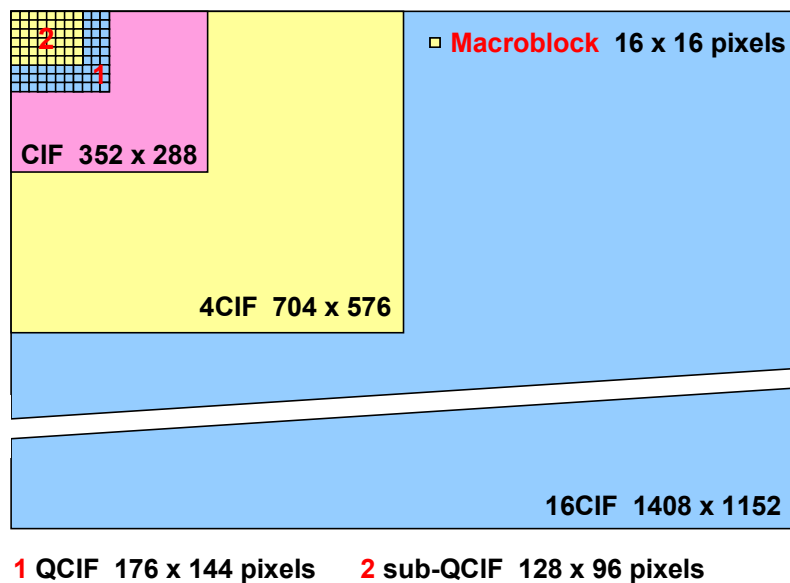 2
1
Macroblock 16 x 16 pixels
CIF 352 x 288
4CIF 704 x 576
16CIF 1408 x 1152
1 QCIF 176 x 144 pixels 2 sub-QCIF 128 x 96 pixels